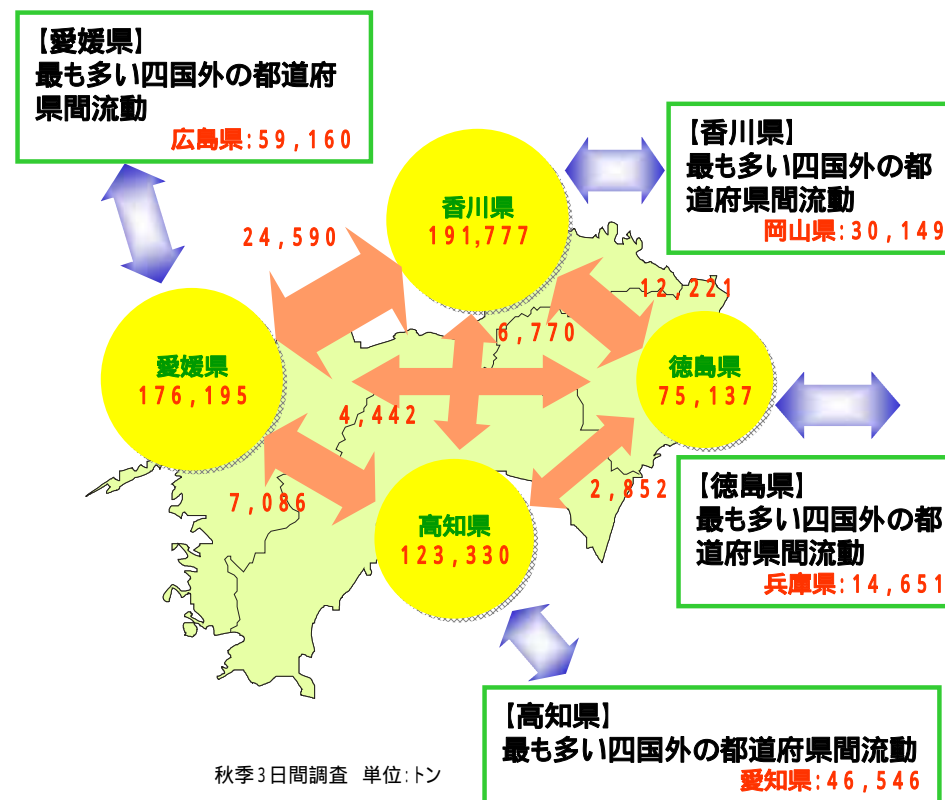 【愛媛県】
最も多い四国外の都道府
県間流動
広島県:59,160
【香川県】
最も多い四国外の都
道府県間流動
岡山県:30,149
香川県
191,777
24,590
12,221
6,770
愛媛県
176,195
徳島県
75,137
4,442
7,086
2,852
高知県
123,330
【徳島県】
最も多い四国外の都
道府県間流動
兵庫県:14,651
【高知県】
最も多い四国外の都道府県間流動
愛知県:46,546
秋季3日間調査 単位:トン